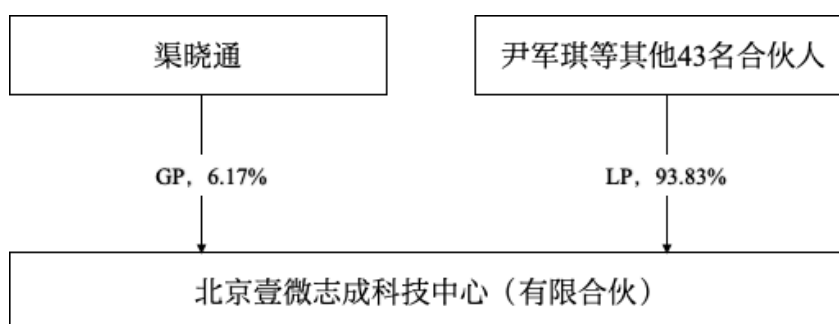 渠晓通
尹军琪等其他43名合伙人
GP，6.17%
LP，93.83%
北京壹微志成科技中心（有限合伙）